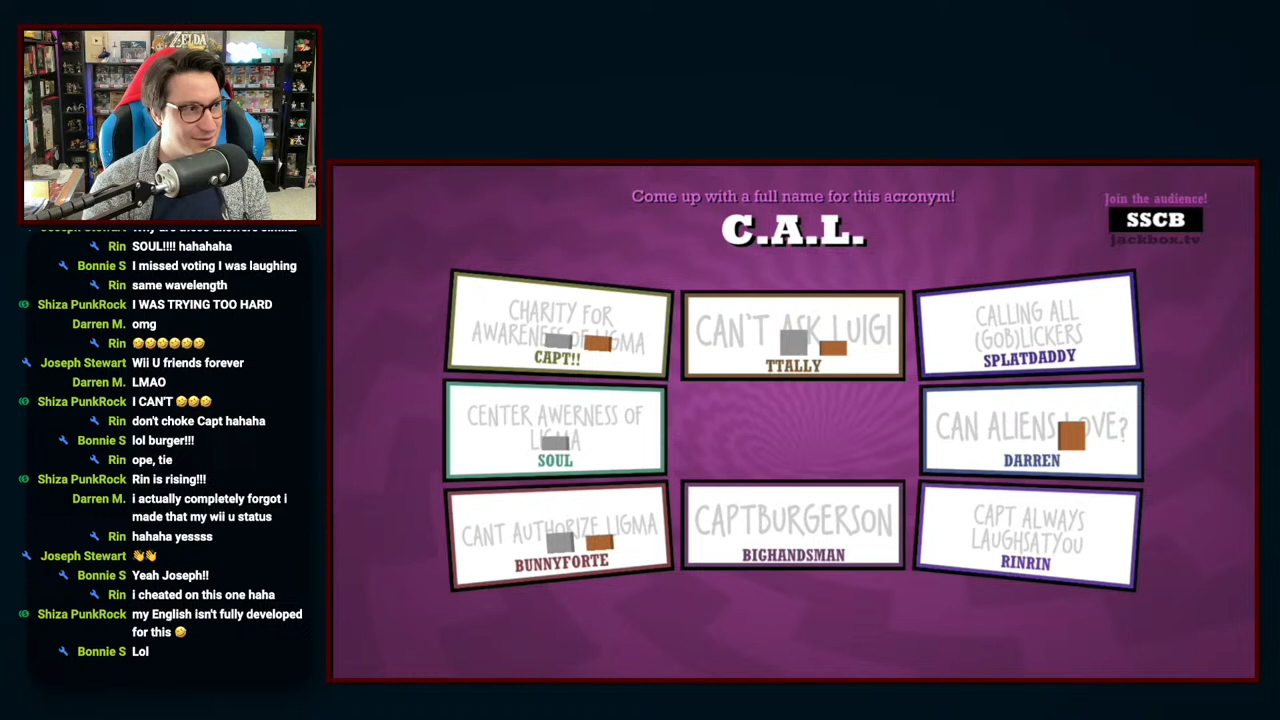 ZELDA
Rin SOUL!!!! hahahaha
Bonnie S I missed voting I was laughing
Rin same wavelength
Shiza PunkRock I WAS TRYING TOO HARD
Darren M. omg
Rin 🤣🤣🤣🤣🤣🤣
Joseph Stewart Wii U friends forever
Darren M. LMAO
Shiza PunkRock I CAN'T 🤣🤣🤣
Rin don't choke Capt hahaha
Bonnie S lol burger!!!
Rin ope, tie
Shiza PunkRock Rin is rising!!!
Darren M. i actually completely forgot i
made that my wii u status
Rin hahaha yessss
Joseph Stewart 👏👏
Bonnie S Yeah Joseph!!
Rin i cheated on this one haha
Shiza PunkRock my English isn't fully developed
for this 🤣
Bonnie S Lol
Come up with a full name for this acronym!
C.A.L.
Join the audience!
SSCB
jackbox.tv
CHARITY FOR
AWARENESS OF LIGMA
CAPT!!
CAN'T ASK LUIGI
TTALLY
CALLING ALL
(GOB)LICKERS
SPLATDADDY
CENTER AWERNESS OF
LIGMA
SOUL
CAN ALIENS LOVE?
DARREN
CANT AUTHORIZE LIGMA
BUNNYFORTE
CAPTBURGERSON
BIGHANDSMAN
CAPT ALWAYS
LAUGHSATYOU
RINRIN